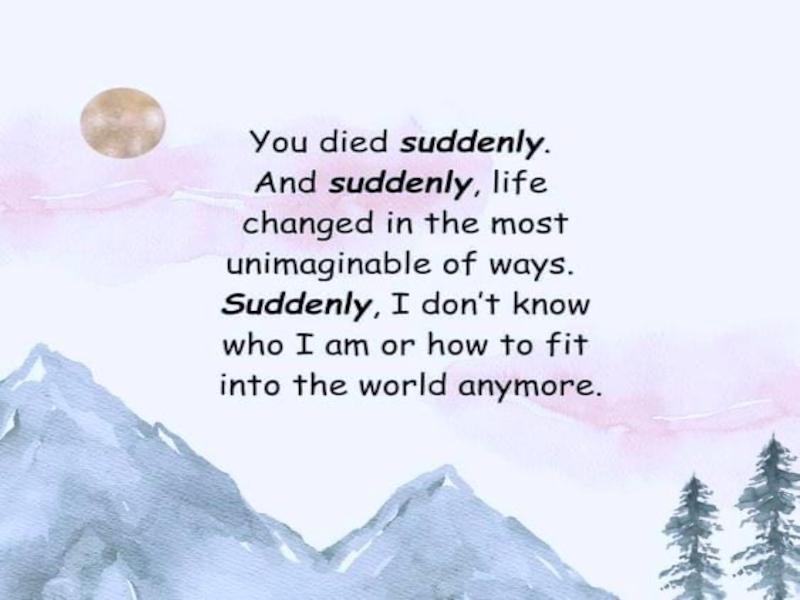 You died suddenly.
And suddenly, life
changed in the most
unimaginable of ways.
Suddenly, I don't know
who I am or how to fit
into the world anymore.